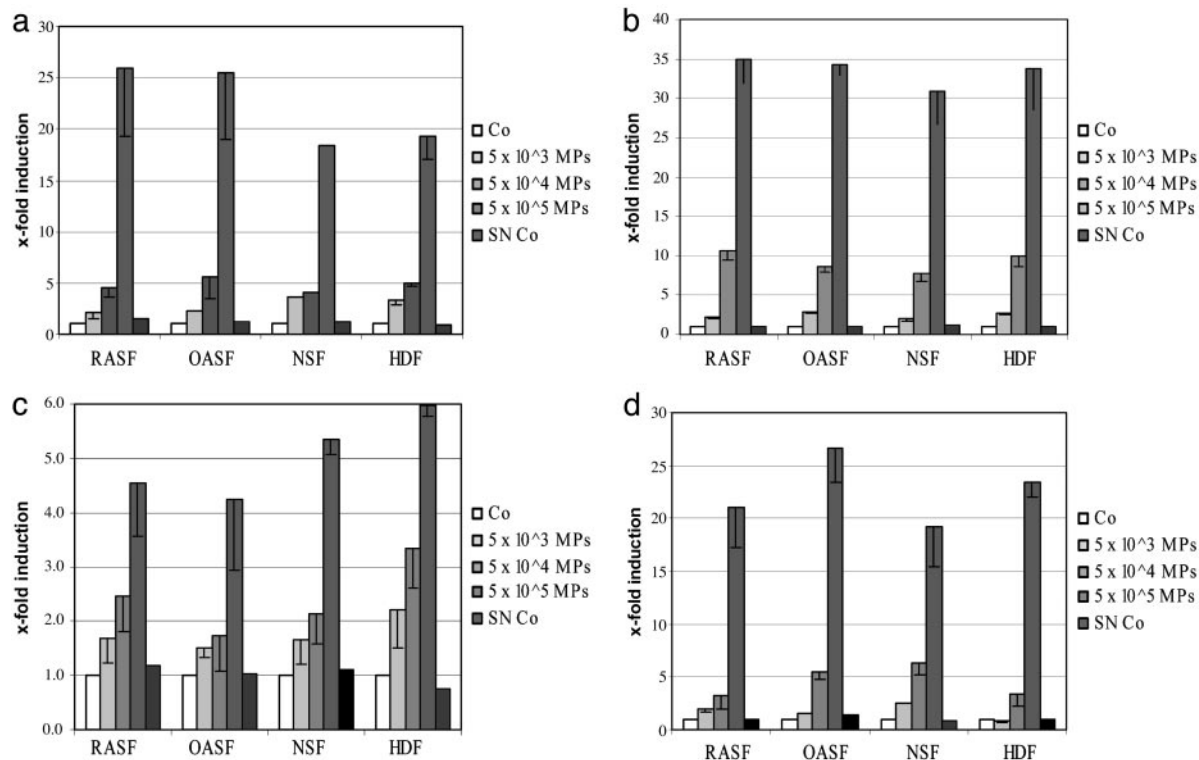 a
x-fold induction
30
25
20
15
10
5
0
RASF OASF NSF HDF
Co
5 x 10^3 MPs
5 x 10^4 MPs
5 x 10^5 MPs
SN Co
b
x-fold induction
40
35
30
25
20
15
10
5
0
RASF OASF NSF HDF
Co
5 x 10^3 MPs
5 x 10^4 MPs
5 x 10^5 MPs
SN Co
c
x-fold induction
6.0
5.0
4.0
3.0
2.0
1.0
0.0
RASF OASF NSF HDF
Co
5 x 10^3 MPs
5 x 10^4 MPs
5 x 10^5 MPs
SN Co
d
x-fold induction
30
25
20
15
10
5
0
RASF OASF NSF HDF
Co
5 x 10^3 MPs
5 x 10^4 MPs
5 x 10^5 MPs
SN Co